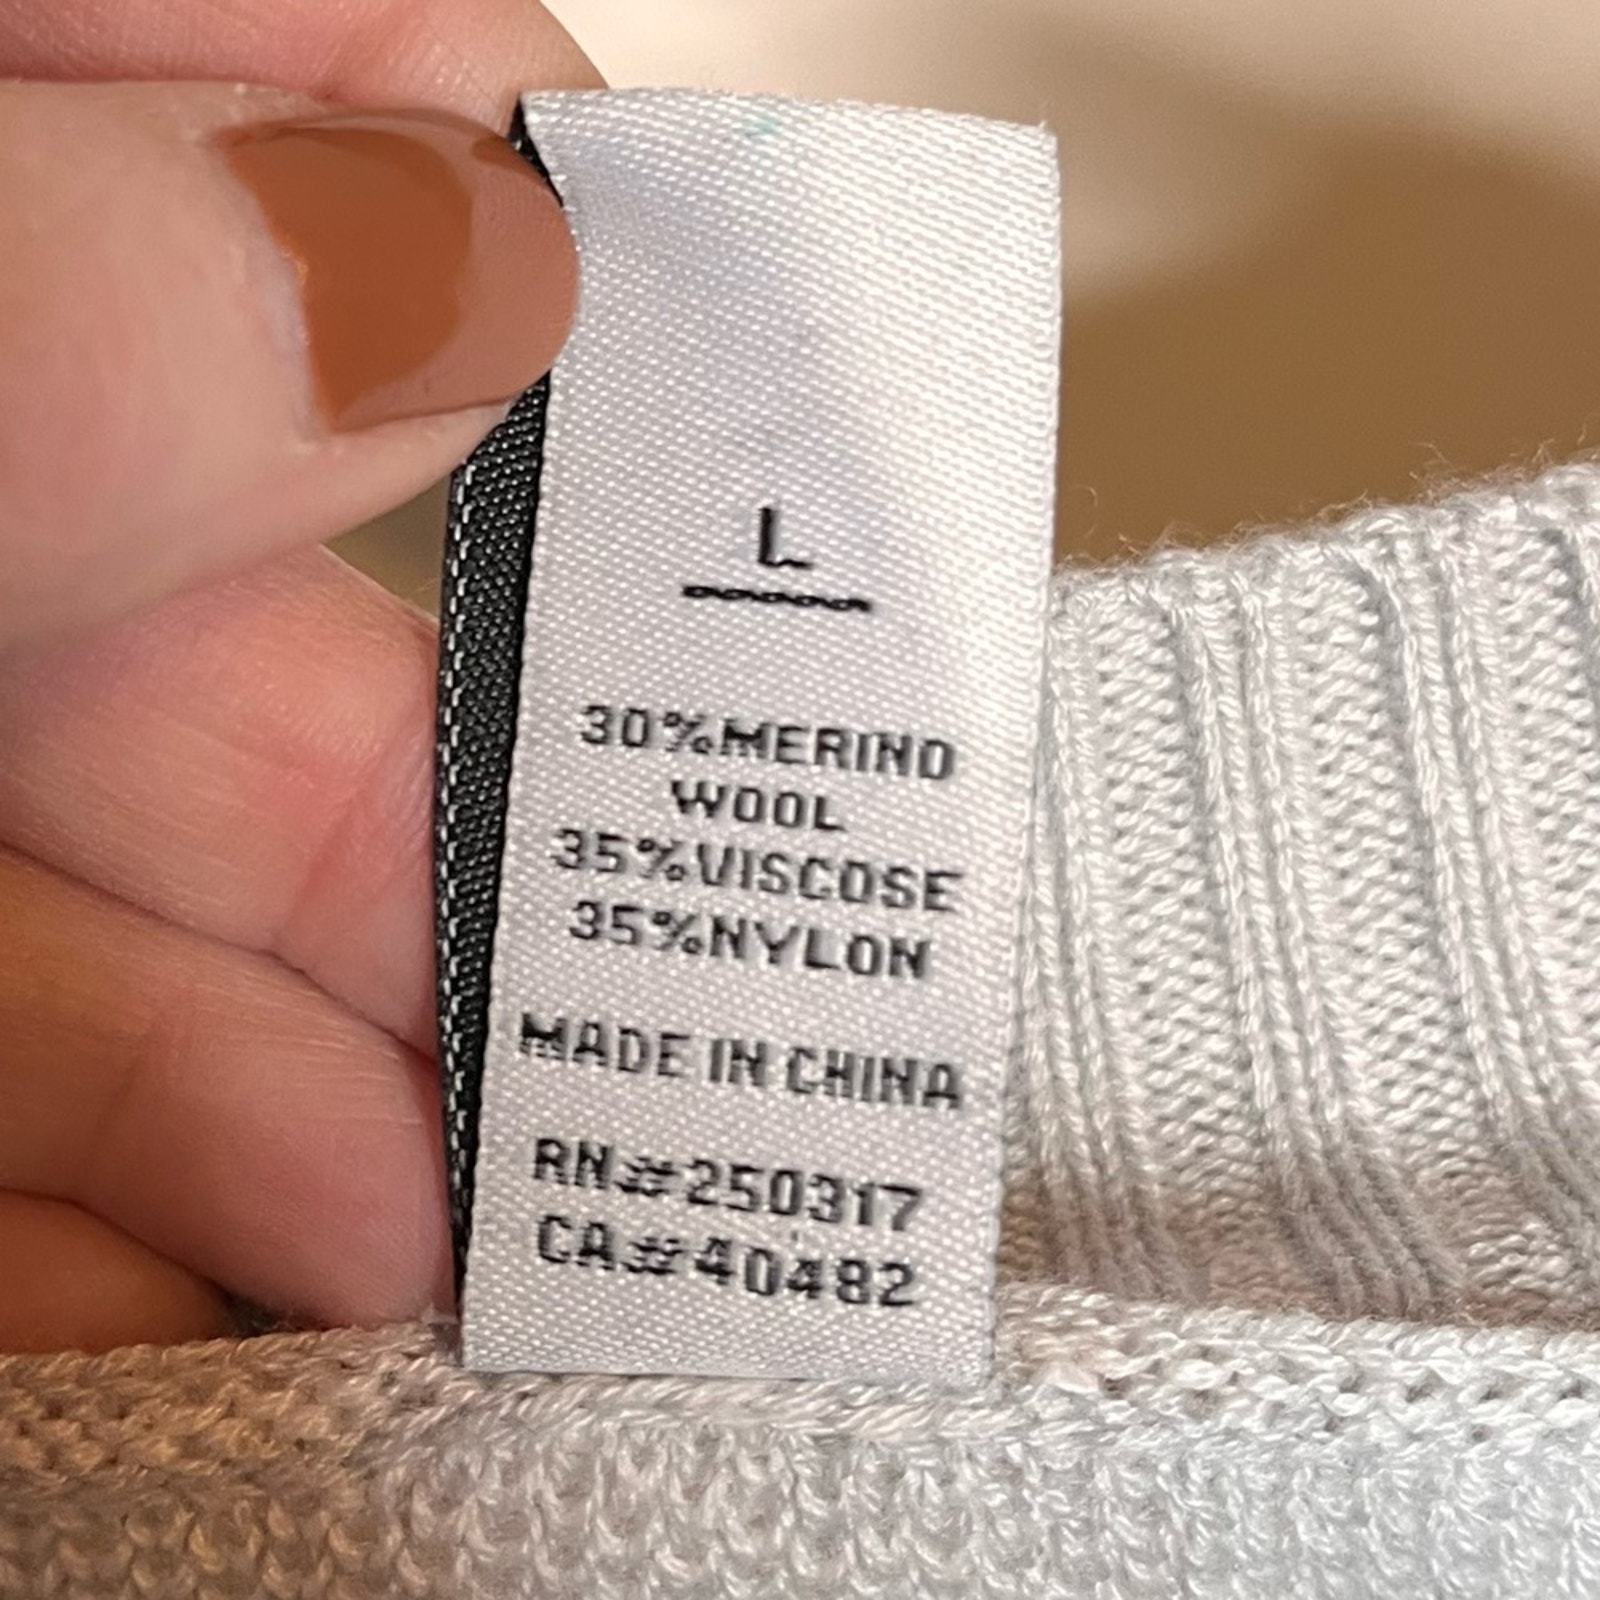 L
30%MERINO
WOOL
35%VISCOSE
35%NYLON
MADE IN CHINA
RN#250317
CA#40482